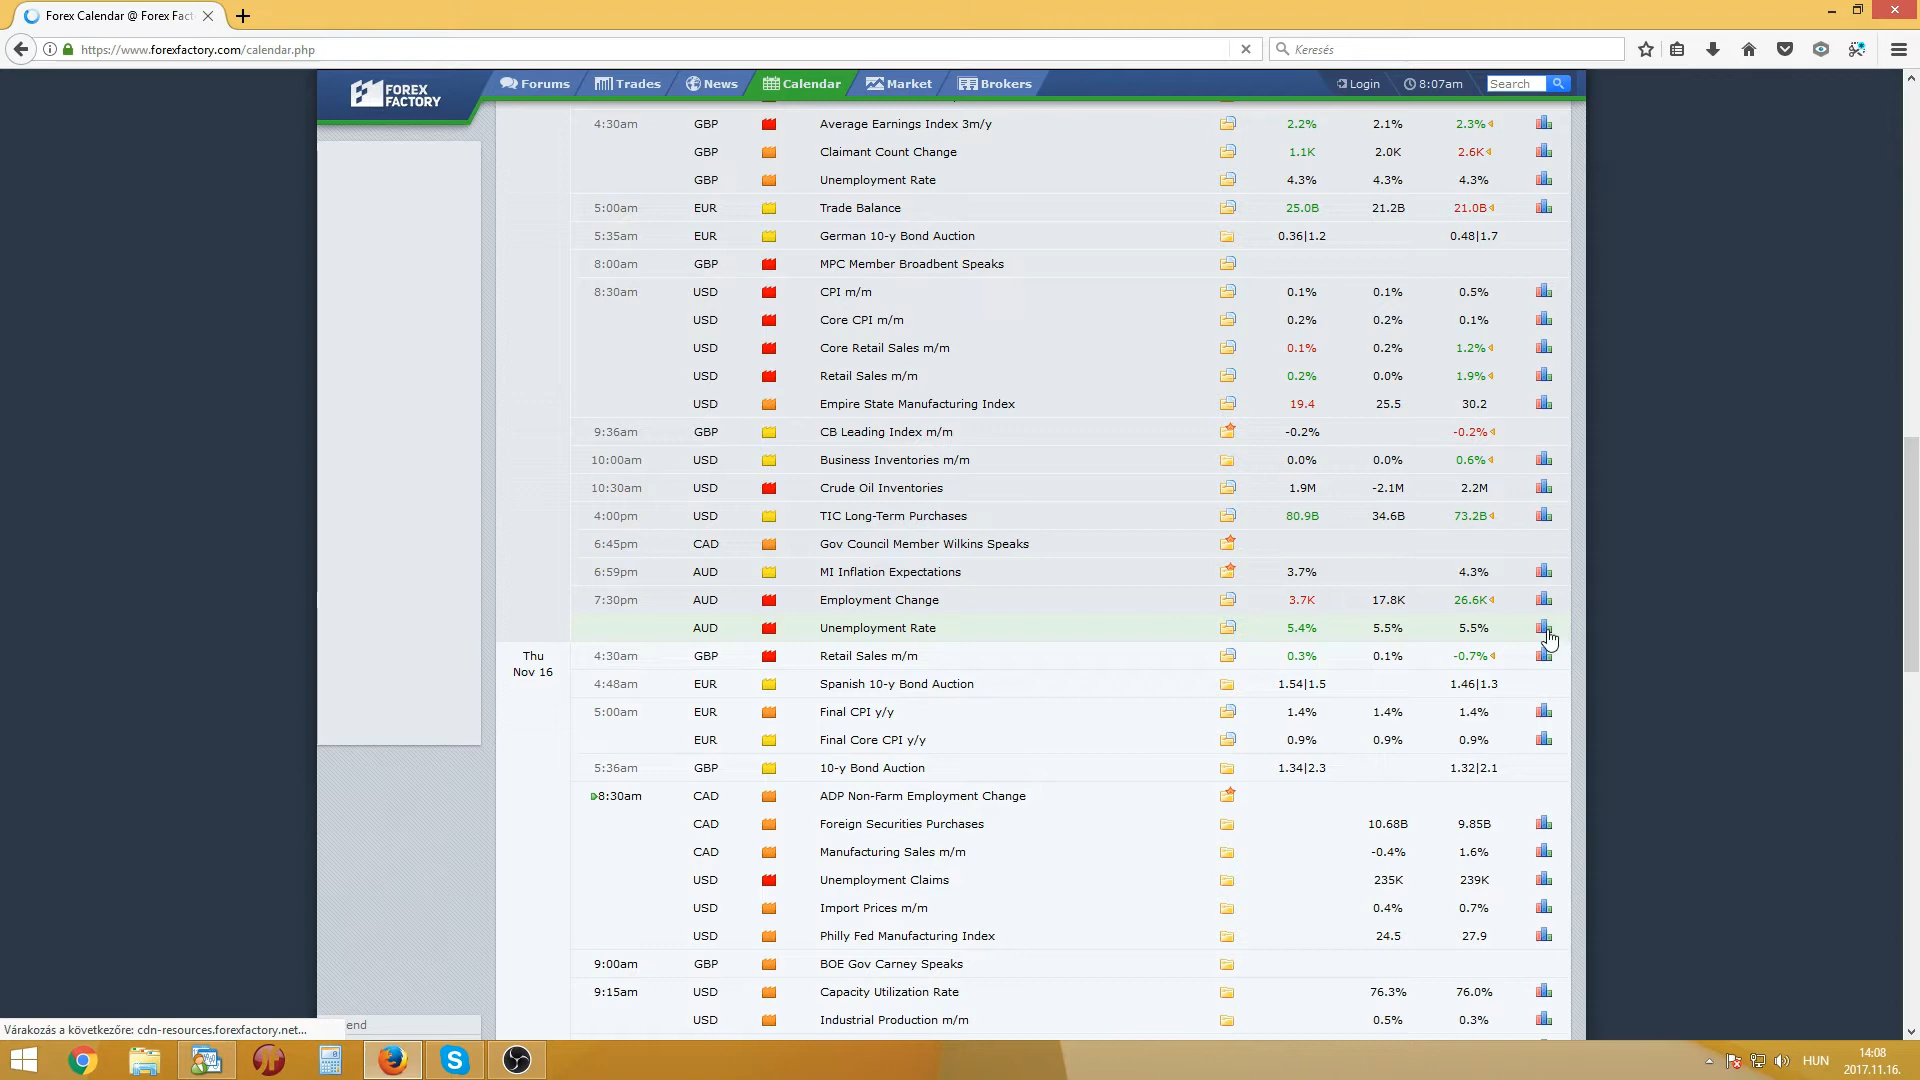 Forex Calendar @ Forex Fact
https://www.forexfactory.com/calendar.php
Keresés
FOREX FACTORY
Forums Trades News Calendar Market Brokers Login 8:07am Search
4:30am GBP Average Earnings Index 3m/y 2.2% 2.1% 2.3%
GBP Claimant Count Change 1.1K 2.0K 2.6K
GBP Unemployment Rate 4.3% 4.3% 4.3%
5:00am EUR Trade Balance 25.0B 21.2B 21.0B
5:35am EUR German 10-y Bond Auction 0.36|1.2 0.48|1.7
8:00am GBP MPC Member Broadbent Speaks
8:30am USD CPI m/m 0.1% 0.1% 0.5%
USD Core CPI m/m 0.2% 0.2% 0.1%
USD Core Retail Sales m/m 0.1% 0.2% 1.2%
USD Retail Sales m/m 0.2% 0.0% 1.9%
USD Empire State Manufacturing Index 19.4 25.5 30.2
9:36am GBP CB Leading Index m/m -0.2% -0.2%
10:00am USD Business Inventories m/m 0.0% 0.0% 0.6%
10:30am USD Crude Oil Inventories 1.9M -2.1M 2.2M
4:00pm USD TIC Long-Term Purchases 80.9B 34.6B 73.2B
6:45pm CAD Gov Council Member Wilkins Speaks
6:59pm AUD MI Inflation Expectations 3.7% 4.3%
7:30pm AUD Employment Change 3.7K 17.8K 26.6K
AUD Unemployment Rate 5.4% 5.5% 5.5%
Thu 4:30am GBP Retail Sales m/m 0.3% 0.1% -0.7%
Nov 16
4:48am EUR Spanish 10-y Bond Auction 1.54|1.5 1.46|1.3
5:00am EUR Final CPI y/y 1.4% 1.4% 1.4%
EUR Final Core CPI y/y 0.9% 0.9% 0.9%
5:36am GBP 10-y Bond Auction 1.34|2.3 1.32|2.1
8:30am CAD ADP Non-Farm Employment Change
CAD Foreign Securities Purchases 10.68B 9.85B
CAD Manufacturing Sales m/m -0.4% 1.6%
USD Unemployment Claims 235K 239K
USD Import Prices m/m 0.4% 0.7%
USD Philly Fed Manufacturing Index 24.5 27.9
9:00am GBP BOE Gov Carney Speaks
9:15am USD Capacity Utilization Rate 76.3% 76.0%
USD Industrial Production m/m 0.5% 0.3%
Várakozás a következőre: cdn-resources.forexfactory.net... end
HUN 14:08
2017.11.16.